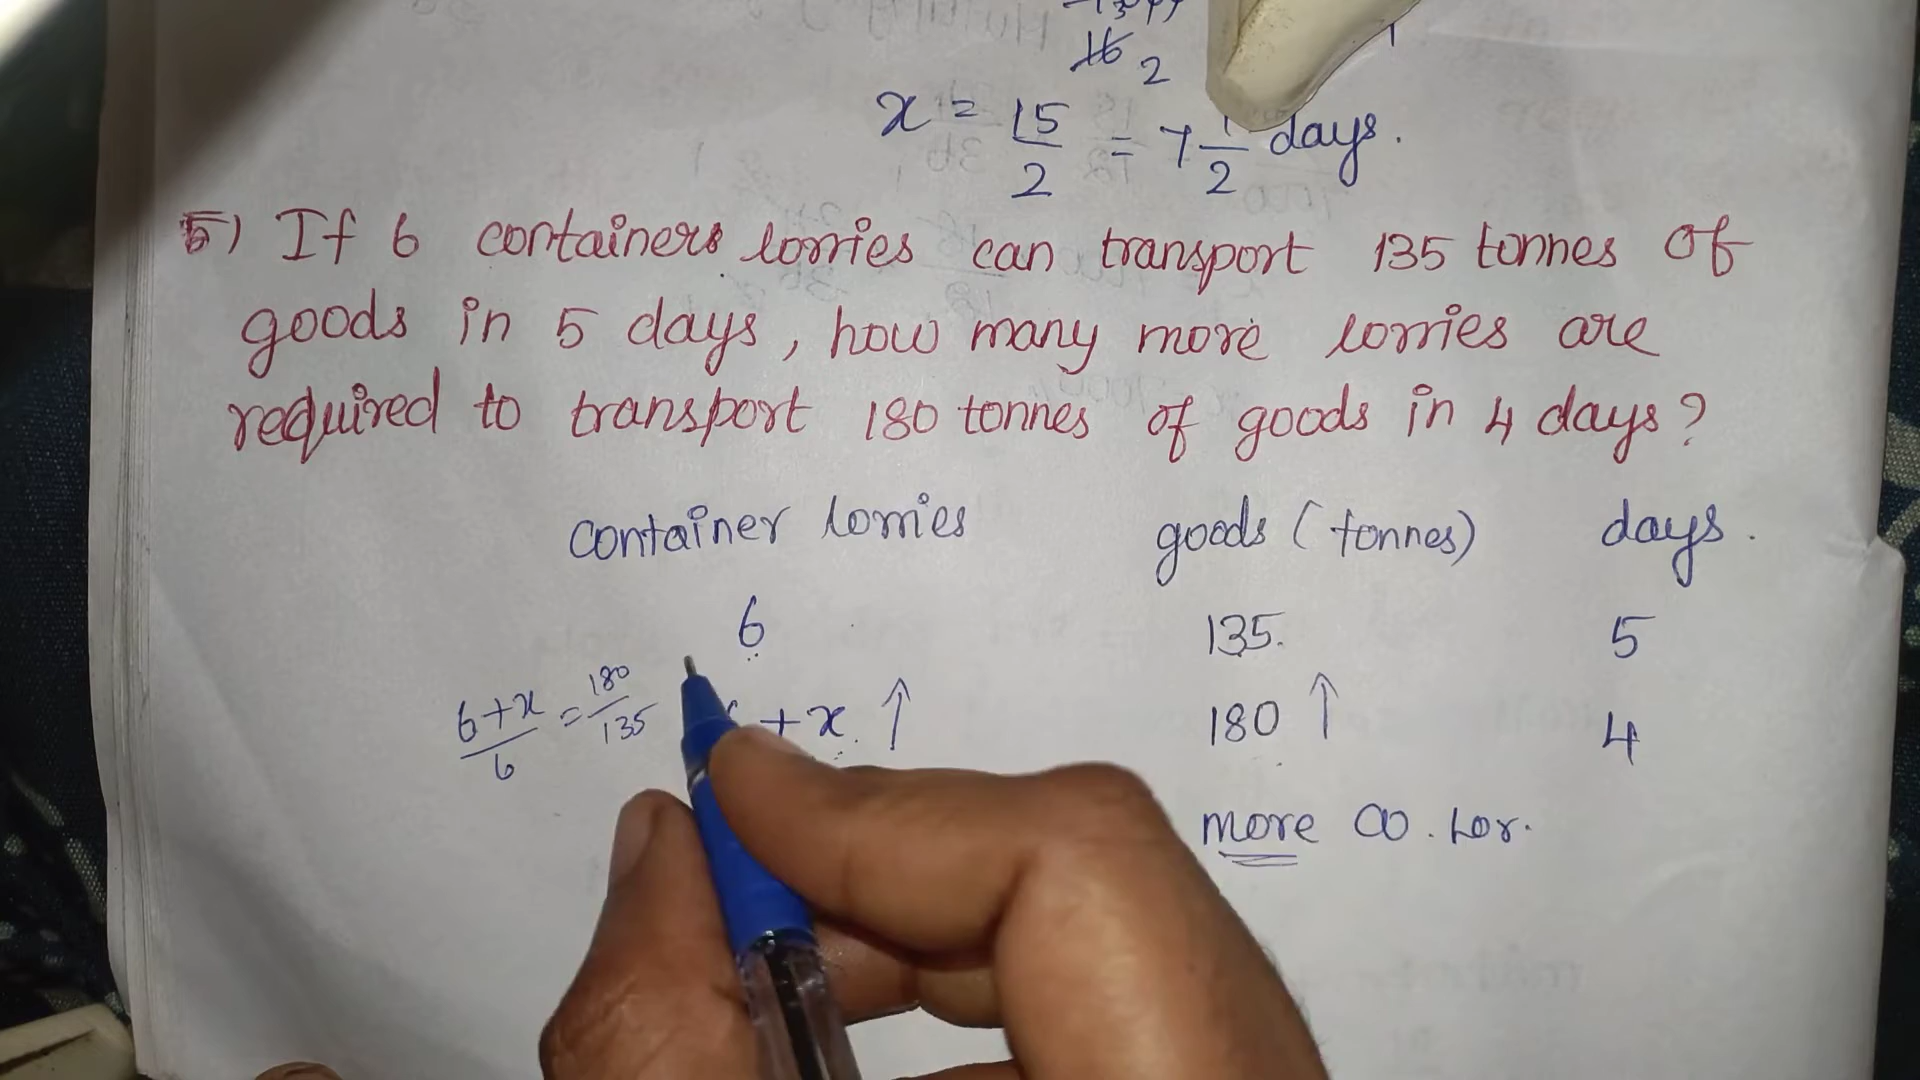 16 2
x = 15/2 = 7 1/2 days.
5) If 6 containers lorries can transport 135 tonnes of
goods in 5 days, how many more lorries are
required to transport 180 tonnes of goods in 4 days?
container lorries goods (tonnes) days.
6 135. 5
6+x/6 = 180/135 + x ↑ 180 ↑ 4
more co. lor.